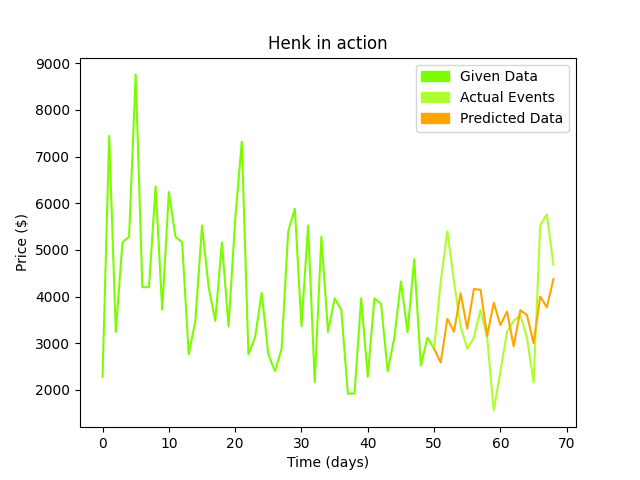 Henk in action
Given Data
Actual Events
Predicted Data
Price ($)
9000
8000
7000
6000
5000
4000
3000
2000
0 10 20 30 40 50 60 70
Time (days)